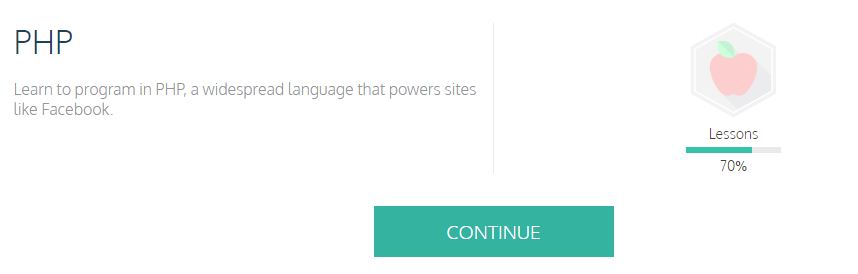 PHP
Learn to program in PHP, a widespread language that powers sites
like Facebook.
Lessons
70%
CONTINUE